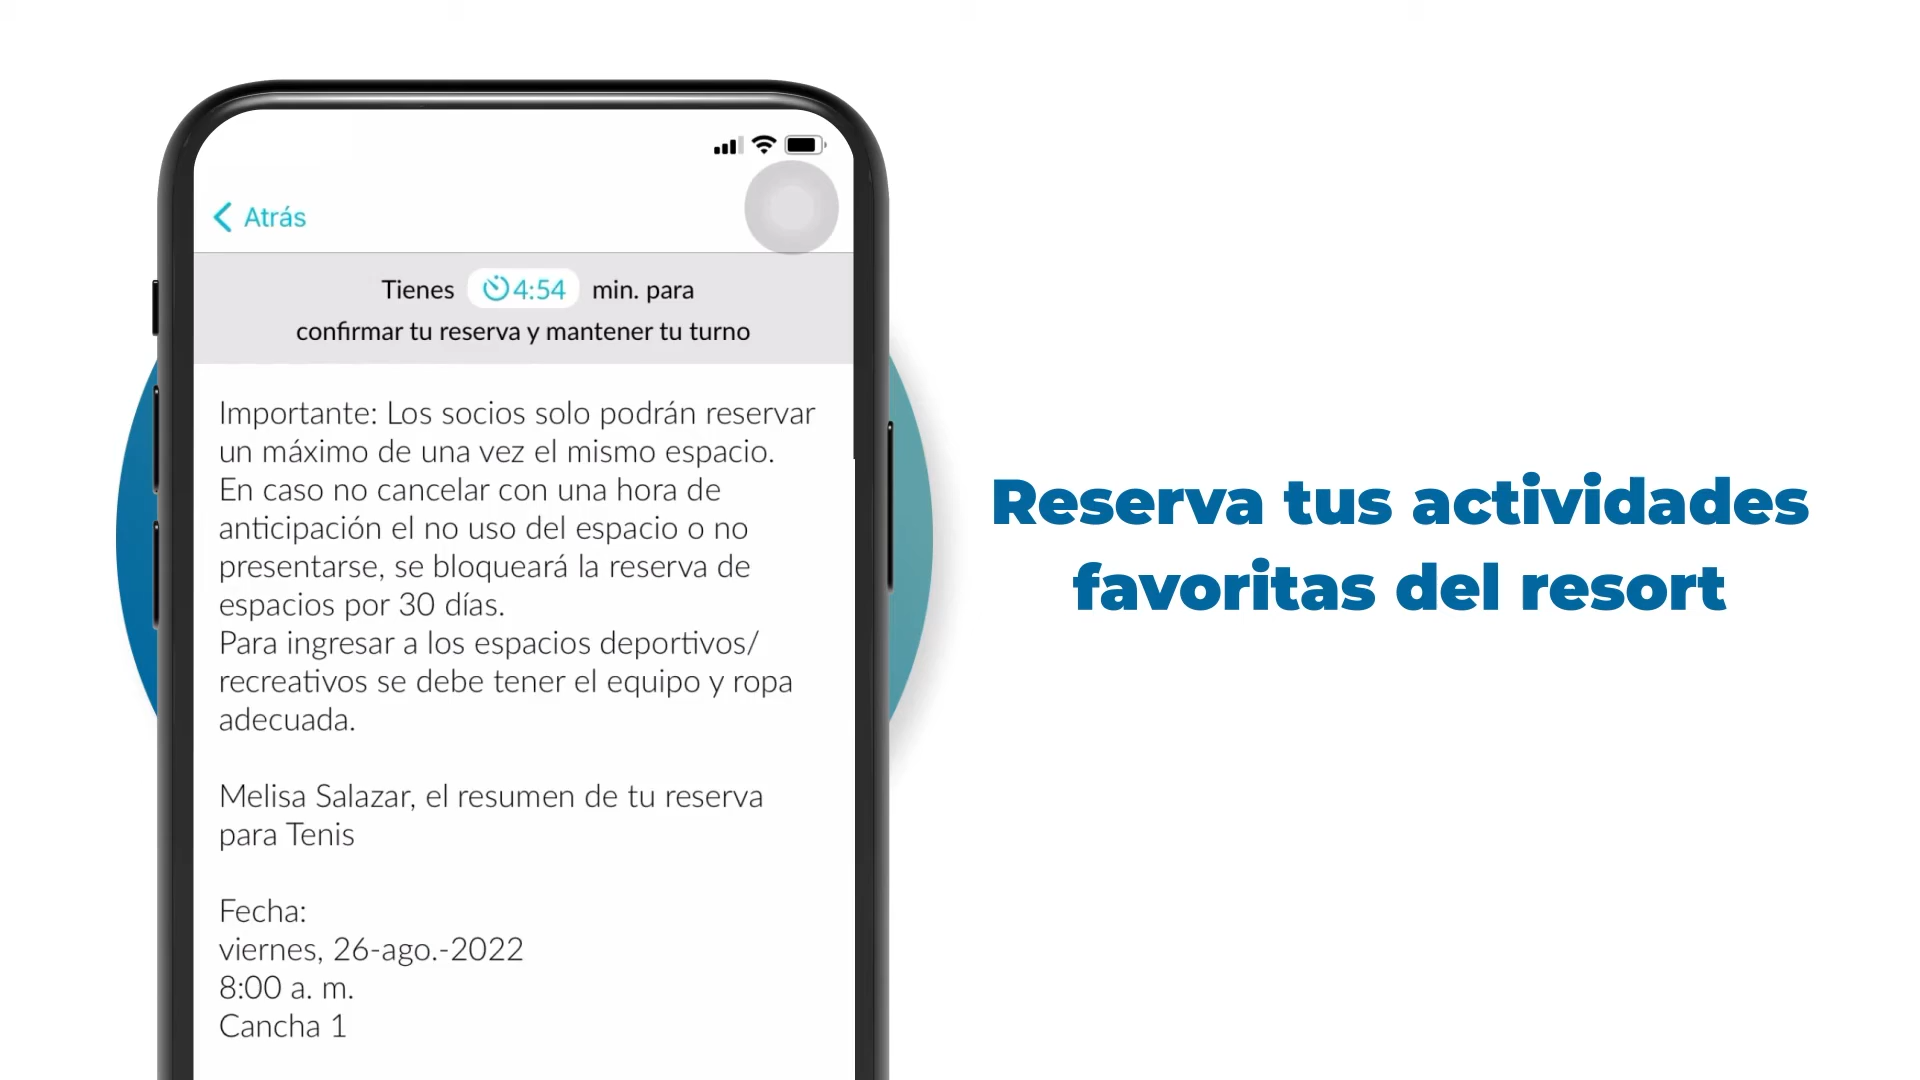 Atrás
Tienes 4:54 min. para
confirmar tu reserva y mantener tu turno
Importante: Los socios solo podrán reservar
un máximo de una vez el mismo espacio.
En caso no cancelar con una hora de
anticipación el no uso del espacio o no
presentarse, se bloqueará la reserva de
espacios por 30 días.
Para ingresar a los espacios deportivos/
recreativos se debe tener el equipo y ropa
adecuada.
Melisa Salazar, el resumen de tu reserva
para Tenis
Fecha:
viernes, 26-ago.-2022
8:00 a. m.
Cancha 1
Reserva tus actividades
favoritas del resort